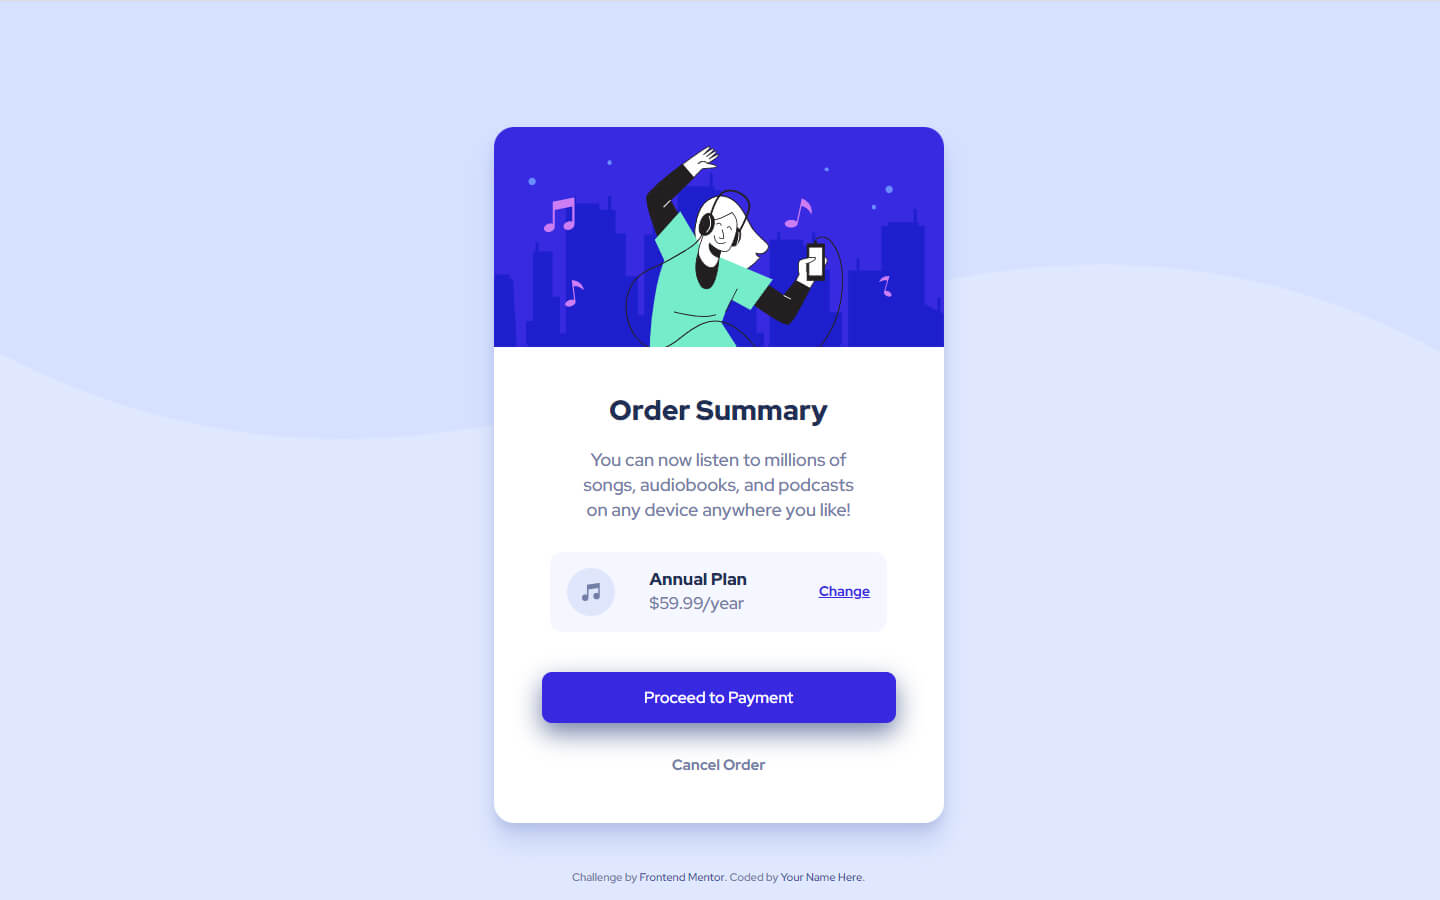 Order Summary
You can now listen to millions of
songs, audiobooks, and podcasts
on any device anywhere you like!
Annual Plan
$59.99/year
Change
Proceed to Payment
Cancel Order
Challenge by Frontend Mentor. Coded by Your Name Here.